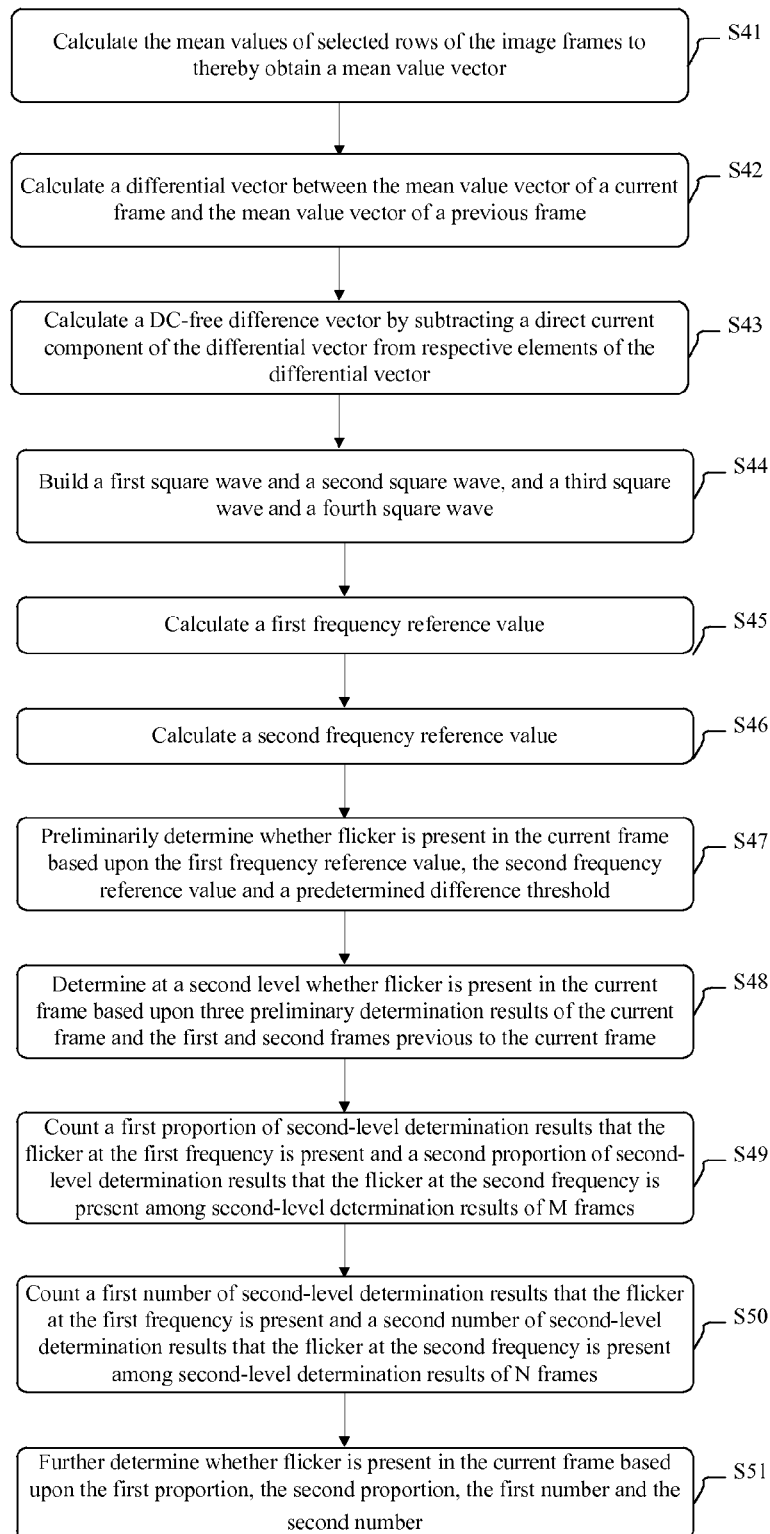 Calculate the mean values of selected rows of the image frames to
thereby obtain a mean value vector
S41
Calculate a differential vector between the mean value vector of a current
frame and the mean value vector of a previous frame
S42
Calculate a DC-free difference vector by subtracting a direct current
component of the differential vector from respective elements of the
differential vector
S43
Build a first square wave and a second square wave, and a third square
wave and a fourth square wave
S44
Calculate a first frequency reference value
S45
Calculate a second frequency reference value
S46
Preliminarily determine whether flicker is present in the current frame
based upon the first frequency reference value, the second frequency
reference value and a predetermined difference threshold
S47
Determine at a second level whether flicker is present in the current
frame based upon three preliminary determination results of the current
frame and the first and second frames previous to the current frame
S48
Count a first proportion of second-level determination results that the
flicker at the first frequency is present and a second proportion of second-
level determination results that the flicker at the second frequency is
present among second-level determination results of M frames
S49
Count a first number of second-level determination results that the flicker
at the first frequency is present and a second number of second-level
determination results that the flicker at the second frequency is present
among second-level determination results of N frames
S50
Further determine whether flicker is present in the current frame based
upon the first proportion, the second proportion, the first number and the
second number
S51